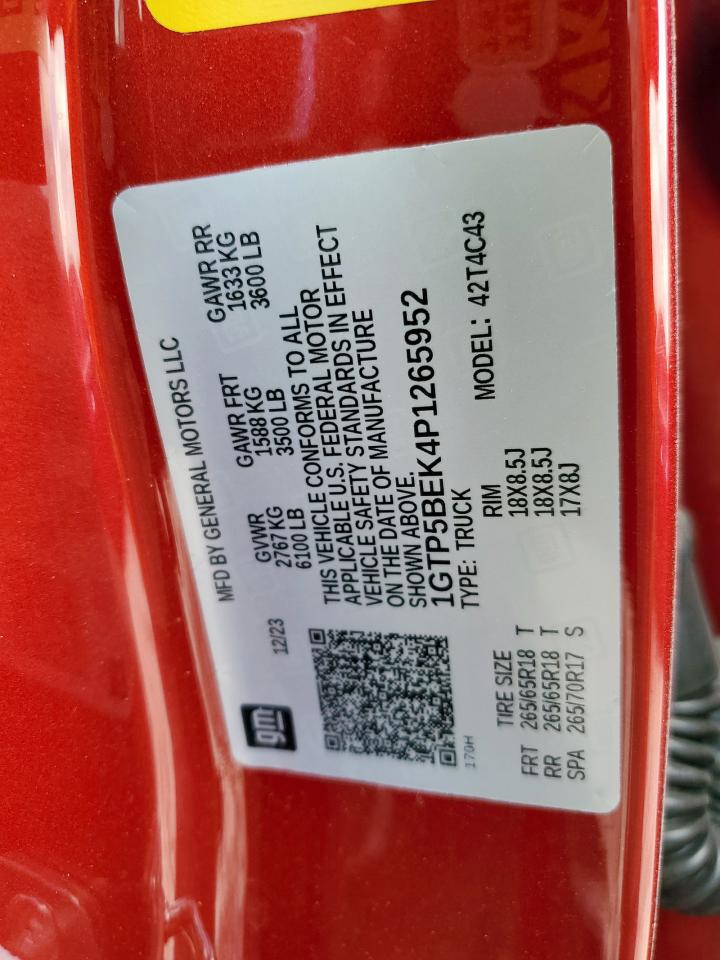 gm
12/23
MFD BY GENERAL MOTORS LLC
GVWR GAWR FRT GAWR RR
2767 KG 1588 KG 1633 KG
6100 LB 3500 LB 3600 LB
THIS VEHICLE CONFORMS TO ALL
APPLICABLE U.S. FEDERAL MOTOR
VEHICLE SAFETY STANDARDS IN EFFECT
ON THE DATE OF MANUFACTURE
SHOWN ABOVE.
1GTP5BEK4P1265952
TYPE: TRUCK MODEL: 42T4C43
170H
TIRE SIZE RIM
FRT 265/65R18 T 18X8.5J
RR 265/65R18 T 18X8.5J
SPA 265/70R17 S 17X8J